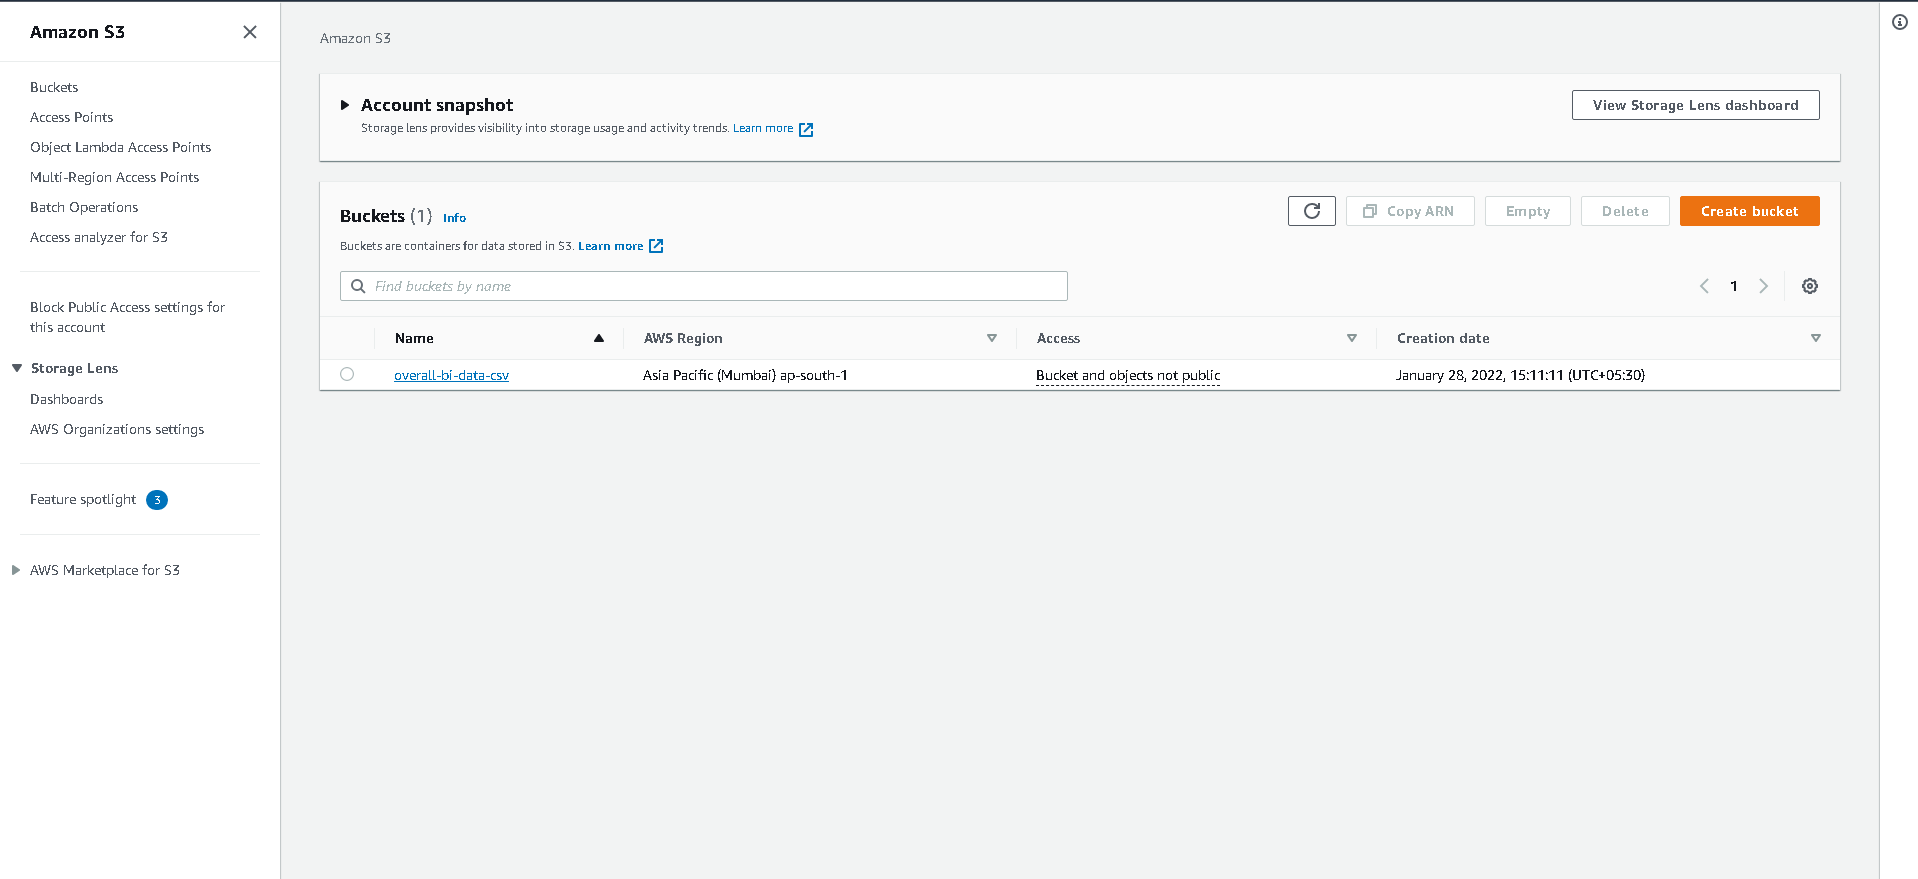 Amazon S3
Buckets
Access Points
Object Lambda Access Points
Multi-Region Access Points
Batch Operations
Access analyzer for S3
Block Public Access settings for
this account
Storage Lens
Dashboards
AWS Organizations settings
Feature spotlight 3
AWS Marketplace for S3
Amazon S3
Account snapshot
Storage lens provides visibility into storage usage and activity trends. Learn more
View Storage Lens dashboard
Buckets (1) Info
Copy ARN Empty Delete Create bucket
Buckets are containers for data stored in S3. Learn more
Find buckets by name
1
Name AWS Region Access Creation date
overall-bi-data-csv Asia Pacific (Mumbai) ap-south-1 Bucket and objects not public January 28, 2022, 15:11:11 (UTC+05:30)